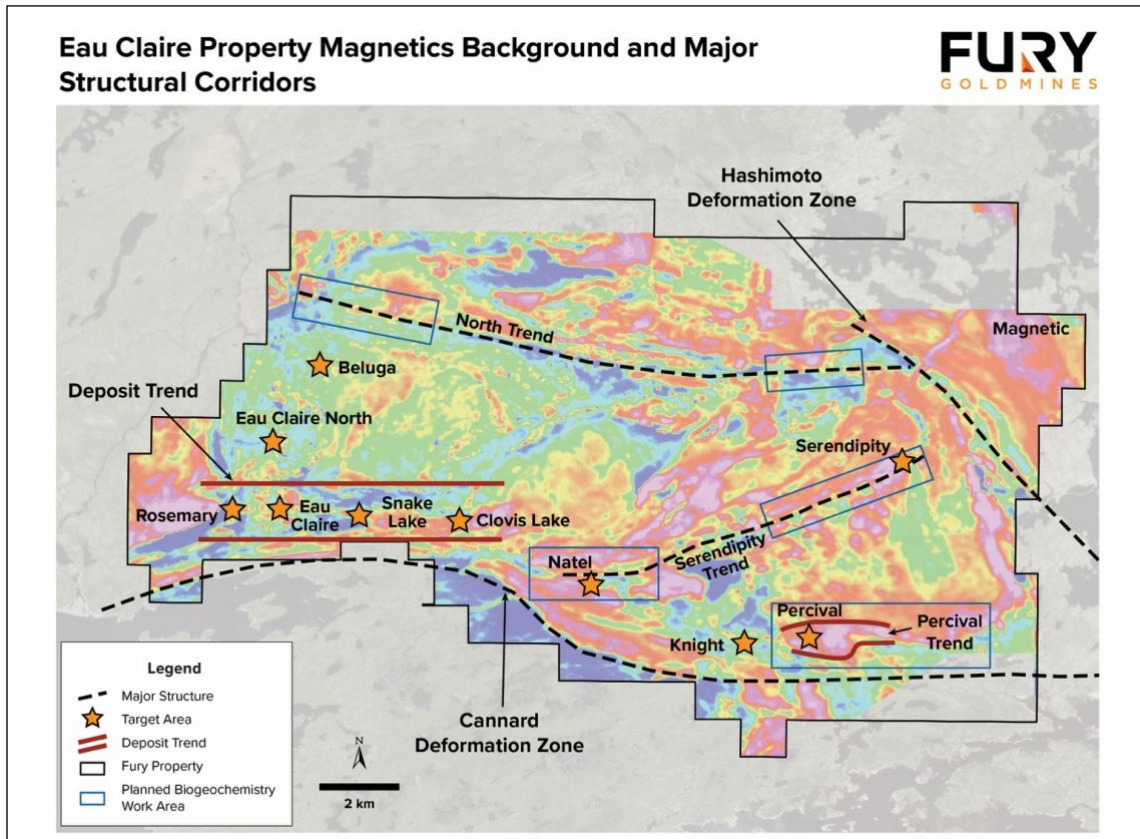 Eau Claire Property Magnetics Background and Major
Structural Corridors
FURY
GOLD MINES
Hashimoto
Deformation Zone
Magnetic
North Trend
Beluga
Deposit Trend
Eau Claire North
Serendipity
Rosemary
Eau
Claire
Snake
Lake
Clovis Lake
Natel
Serendipity
Trend
Percival
Percival
Trend
Knight
Cannard
Deformation Zone
Legend
Major Structure
Target Area
Deposit Trend
Fury Property
Planned Biogeochemistry
Work Area
N
2 km